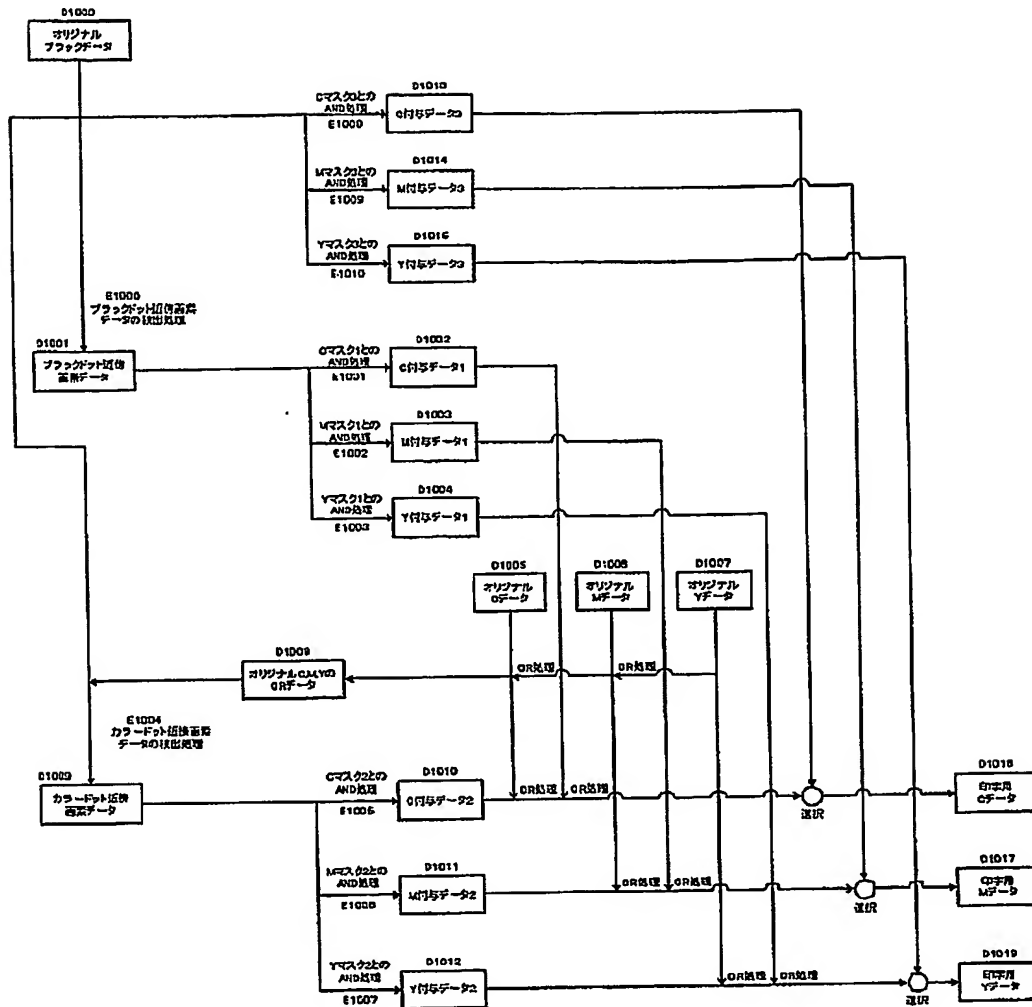 D1000
オリジナル
ブラックデータ
D1013
Cマスク3との
AND処理
C付与データ3
D1014
Mマスク3との
AND処理
E1009
M付与データ3
D1015
Yマスク3との
AND処理
E1010
Y付与データ3
E1000
ブラックドット近傍画素
データの検出処理
D1001
ブラックドット近傍
画素データ
D1002
Cマスク1との
AND処理
E1001
C付与データ1
D1003
Mマスク1との
AND処理
E1002
M付与データ1
D1004
Yマスク1との
AND処理
E1003
Y付与データ1
D1005
D1006
D1007
オリジナル
Cデータ
オリジナル
Mデータ
オリジナル
Yデータ
オリジナルC,M,Yの
ORデータ
OR処理
OR処理
E1004
カラードット近接画素
データの検出処理
D1009
カラードット近接
画素データ
Cマスク2との
AND処理
E1005
D1010
C付与データ2
OR処理
OR処理
選択
D1016
印字用
Cデータ
Mマスク2との
AND処理
D1011
M付与データ2
OR処理
OR処理
選択
D1017
印字用
Mデータ
Yマスク2との
AND処理
E1007
D1012
Y付与データ2
OR処理
OR処理
選択
印字用
Yデータ